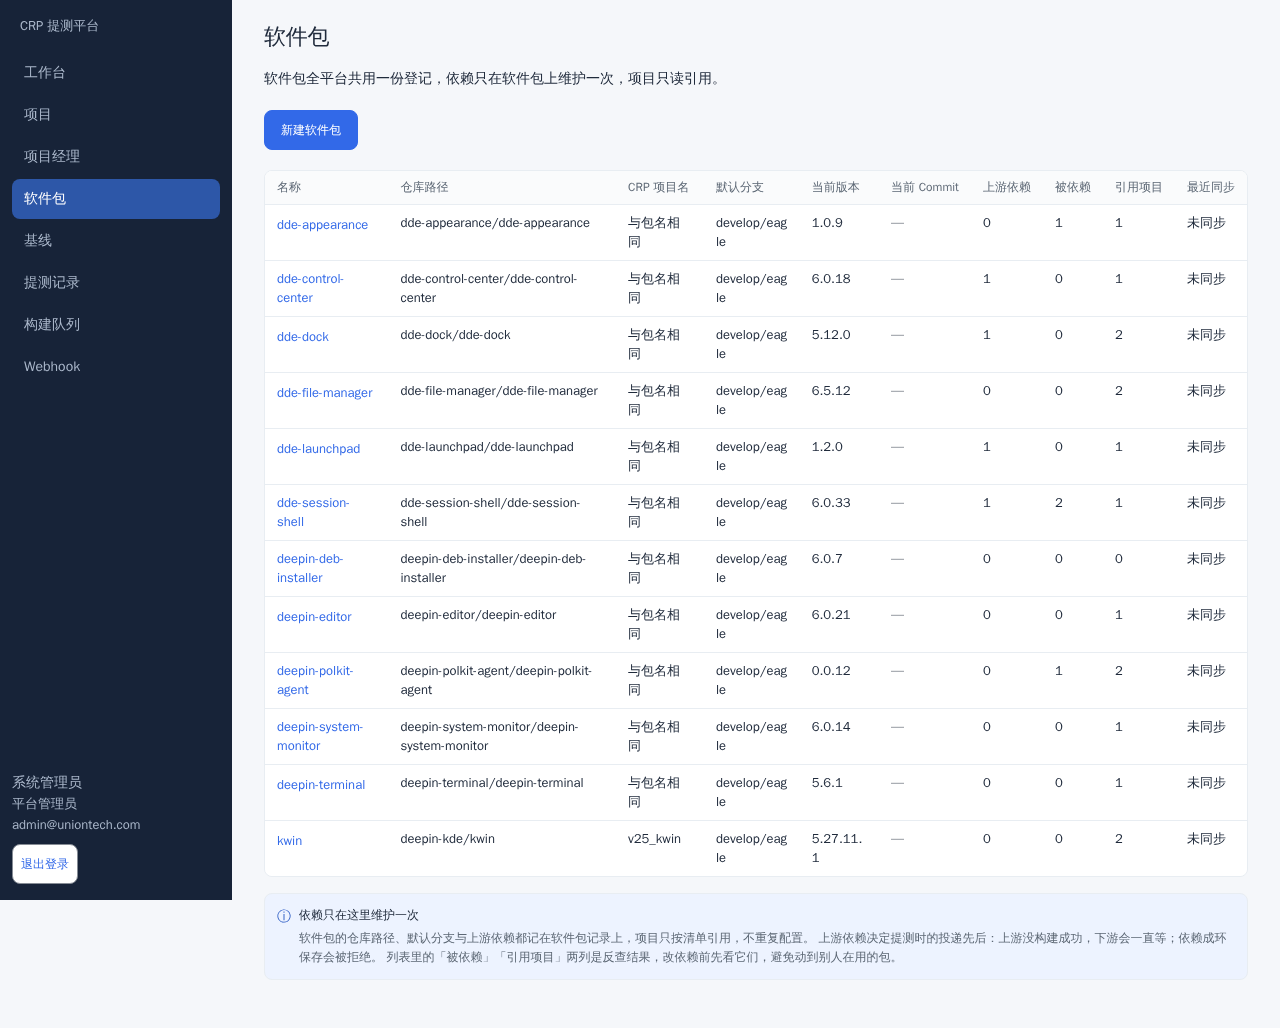 CRP 提测平台
工作台
项目
项目经理
软件包
基线
提测记录
构建队列
Webhook
系统管理员
平台管理员
admin@uniontech.com
退出登录
软件包
软件包全平台共用一份登记，依赖只在软件包上维护一次，项目只读引用。
新建软件包
名称 仓库路径 CRP 项目名 默认分支 当前版本 当前 Commit 上游依赖 被依赖 引用项目 最近同步
dde-appearance dde-appearance/dde-appearance 与包名相 develop/eag 1.0.9 — 0 1 1 未同步
同 le
dde-control- dde-control-center/dde-control- 与包名相 develop/eag 6.0.18 — 1 0 1 未同步
center center 同 le
dde-dock dde-dock/dde-dock 与包名相 develop/eag 5.12.0 — 1 0 2 未同步
同 le
dde-file-manager dde-file-manager/dde-file-manager 与包名相 develop/eag 6.5.12 — 0 0 2 未同步
同 le
dde-launchpad dde-launchpad/dde-launchpad 与包名相 develop/eag 1.2.0 — 1 0 1 未同步
同 le
dde-session- dde-session-shell/dde-session- 与包名相 develop/eag 6.0.33 — 1 2 1 未同步
shell shell 同 le
deepin-deb- deepin-deb-installer/deepin-deb- 与包名相 develop/eag 6.0.7 — 0 0 0 未同步
installer installer 同 le
deepin-editor deepin-editor/deepin-editor 与包名相 develop/eag 6.0.21 — 0 0 1 未同步
同 le
deepin-polkit- deepin-polkit-agent/deepin-polkit- 与包名相 develop/eag 0.0.12 — 0 1 2 未同步
agent agent 同 le
deepin-system- deepin-system-monitor/deepin- 与包名相 develop/eag 6.0.14 — 0 0 1 未同步
monitor system-monitor 同 le
deepin-terminal deepin-terminal/deepin-terminal 与包名相 develop/eag 5.6.1 — 0 0 1 未同步
同 le
kwin deepin-kde/kwin v25_kwin develop/eag 5.27.11. — 0 0 2 未同步
le 1
依赖只在这里维护一次
软件包的仓库路径、默认分支与上游依赖都记在软件包记录上，项目只按清单引用，不重复配置。 上游依赖决定提测时的投递先后：上游没构建成功，下游会一直等；依赖成环
保存会被拒绝。 列表里的「被依赖」「引用项目」两列是反查结果，改依赖前先看它们，避免动到别人在用的包。